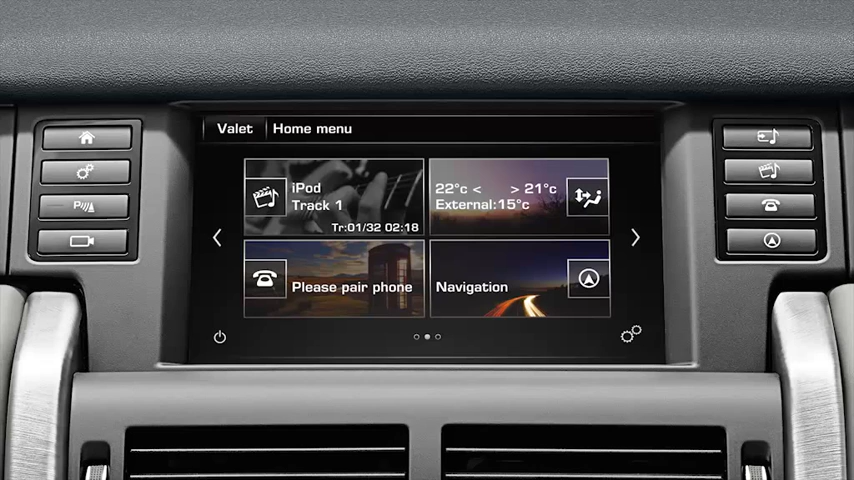 Valet
Home menu
iPod
Track 1
Tr:01/32 02:18
22°c < > 21°c
External:15°c
Please pair phone
Navigation
P